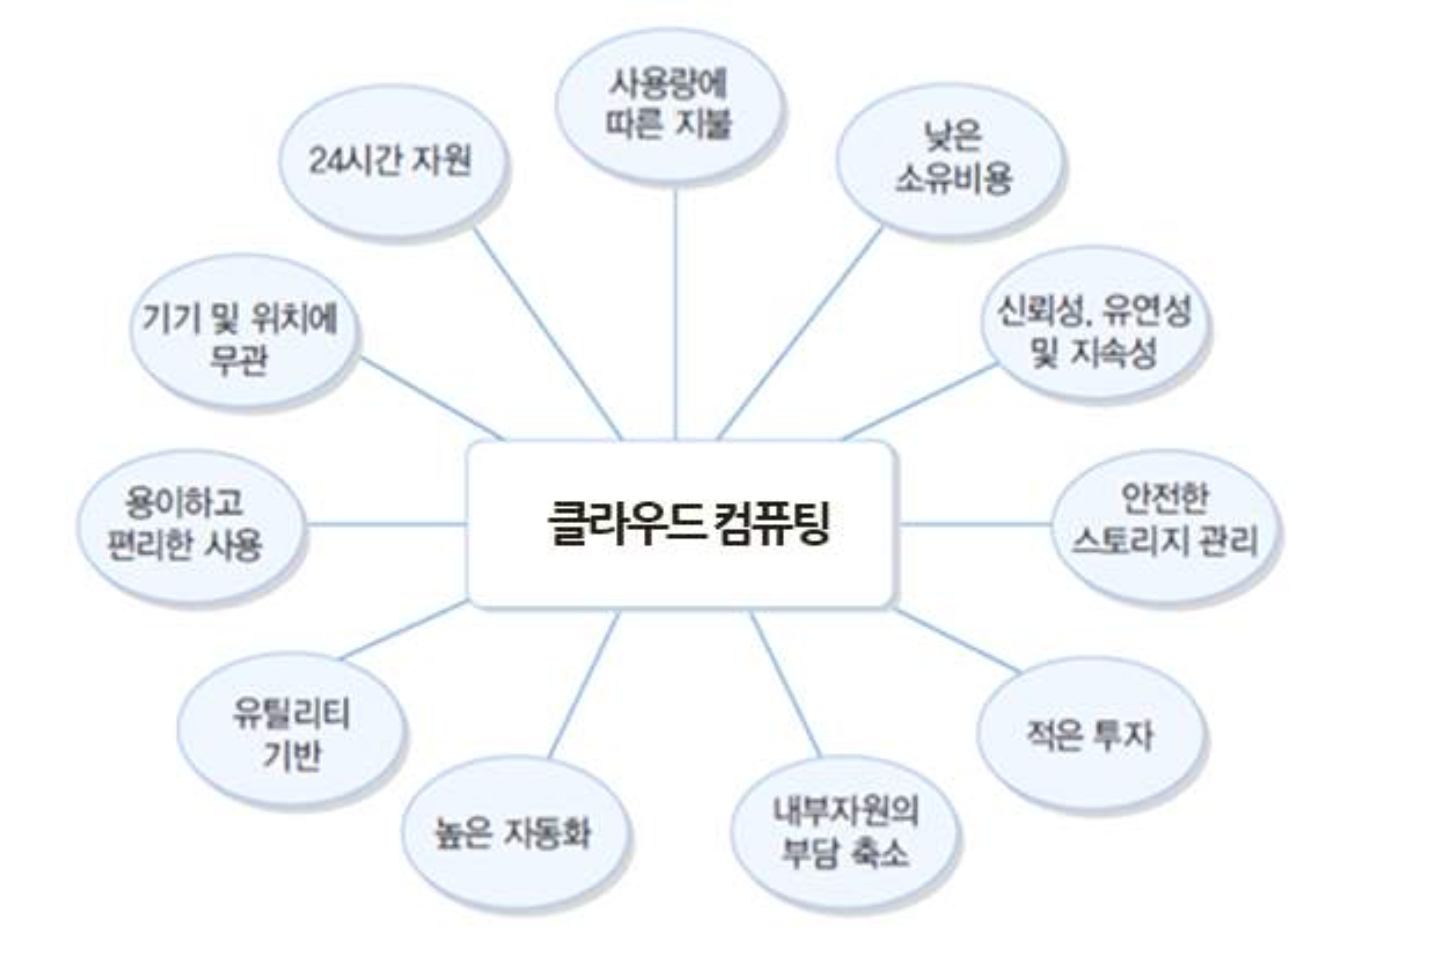 사용량에
따른 지불
24시간 자원
낮은
소유비용
기기 및 위치에
무관
신뢰성, 유연성
및 지속성
용이하고
편리한 사용
클라우드 컴퓨팅
안전한
스토리지 관리
유틸리티
기반
적은 투자
높은 자동화
내부자원의
부담 축소